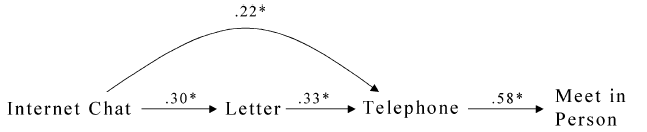 .22*
.30*
.33*
.58*
Internet Chat
Letter
Telephone
Meet in
Person